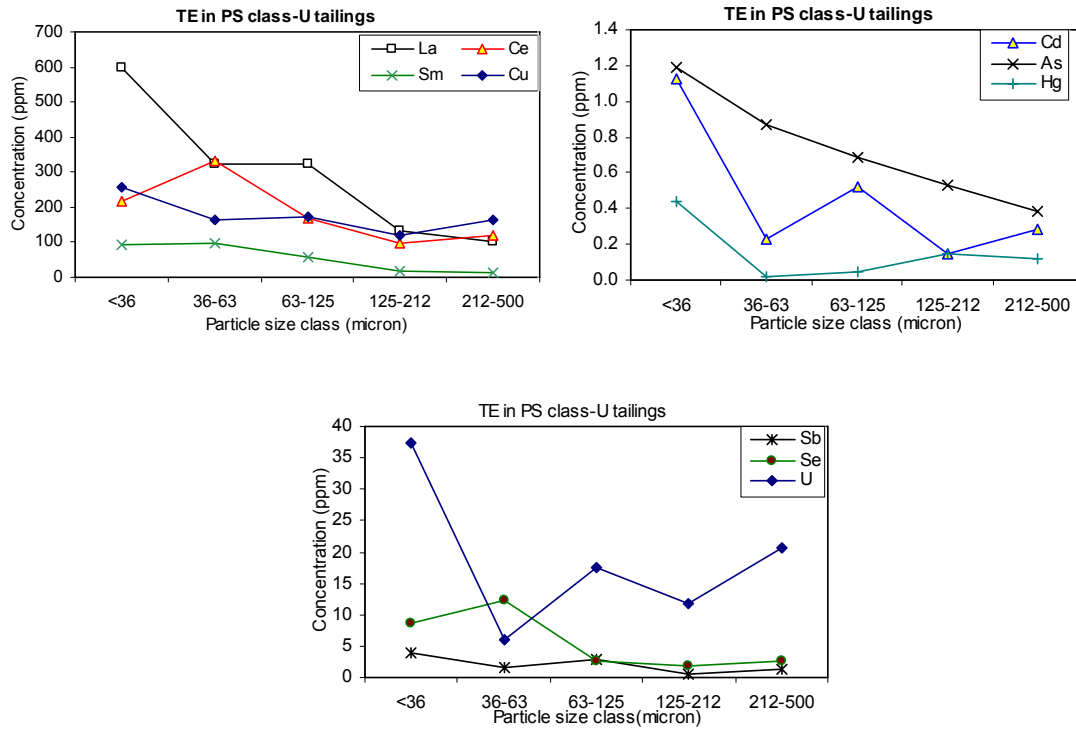 TE in PS class-U tailings
Concentration (ppm)
700
600
500
400
300
200
100
0
La Ce
Sm Cu
<36 36-63 63-125 125-212 212-500
Particle size class (micron)
TE in PS class-U tailings
Concentration (ppm)
1.4
1.2
1.0
0.8
0.6
0.4
0.2
0.0
Cd
As
Hg
<36 36-63 63-125 125-212 212-500
Particle size class (micron)
TE in PS class-U tailings
Concentration (ppm)
40
35
30
25
20
15
10
5
0
Sb
Se
U
<36 36-63 63-125 125-212 212-500
Particle size class(micron)